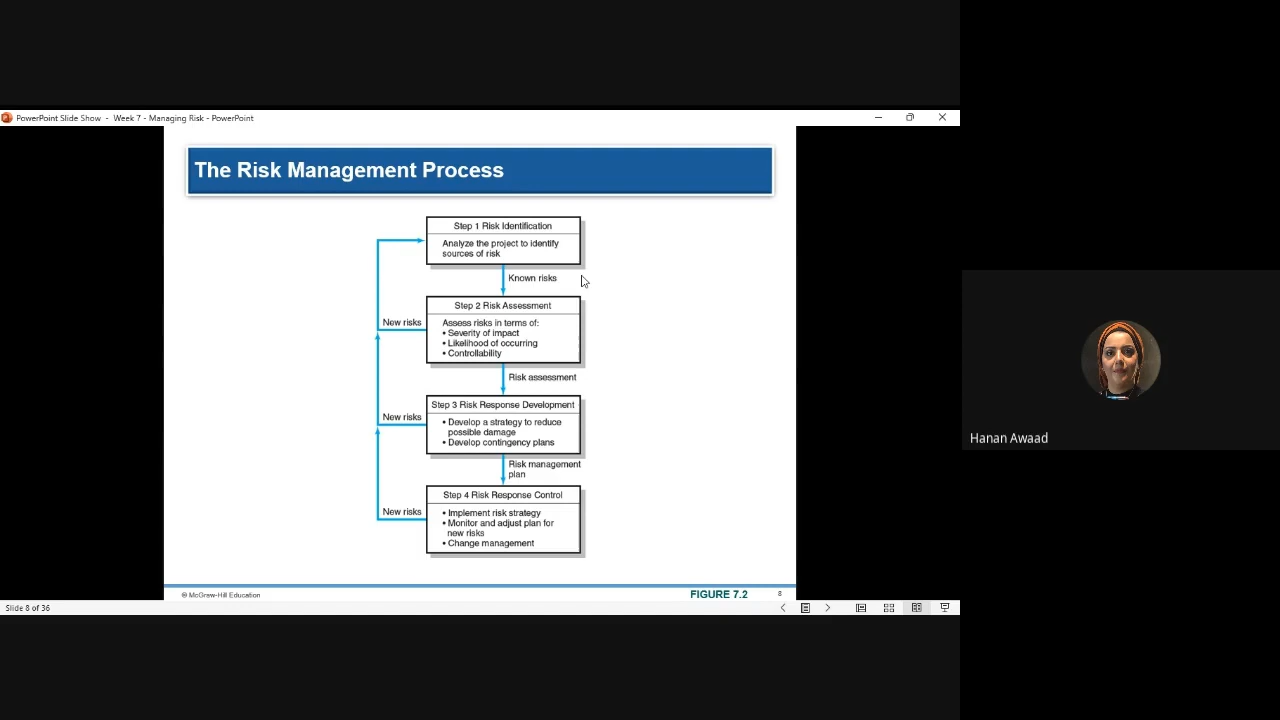 PowerPoint Slide Show - Week 7 - Managing Risk - PowerPoint
The Risk Management Process
Step 1 Risk Identification
Analyze the project to identify
sources of risk
Known risks
Step 2 Risk Assessment
New risks
Assess risks in terms of:
• Severity of impact
• Likelihood of occurring
• Controllability
Risk assessment
Step 3 Risk Response Development
New risks
• Develop a strategy to reduce
possible damage
• Develop contingency plans
Risk management
plan
Step 4 Risk Response Control
New risks
• Implement risk strategy
• Monitor and adjust plan for
new risks
• Change management
© McGraw-Hill Education
FIGURE 7.2
8
Slide 8 of 36
Hanan Awaad